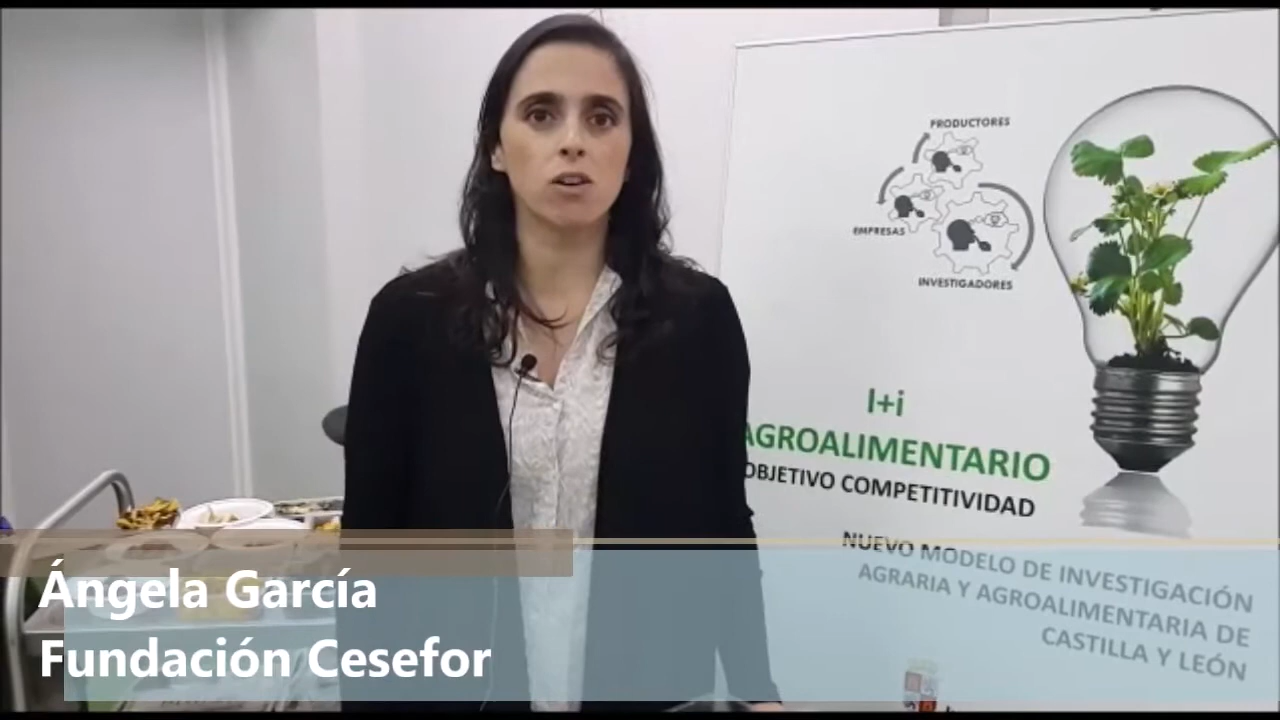 PRODUCTORES
EMPRESAS
INVESTIGADORES
I+i
AGROALIMENTARIO
OBJETIVO COMPETITIVIDAD
NUEVO MODELO DE INVESTIGACIÓN
AGRARIA Y AGROALIMENTARIA DE
CASTILLA Y LEÓN
Ángela García
Fundación Cesefor